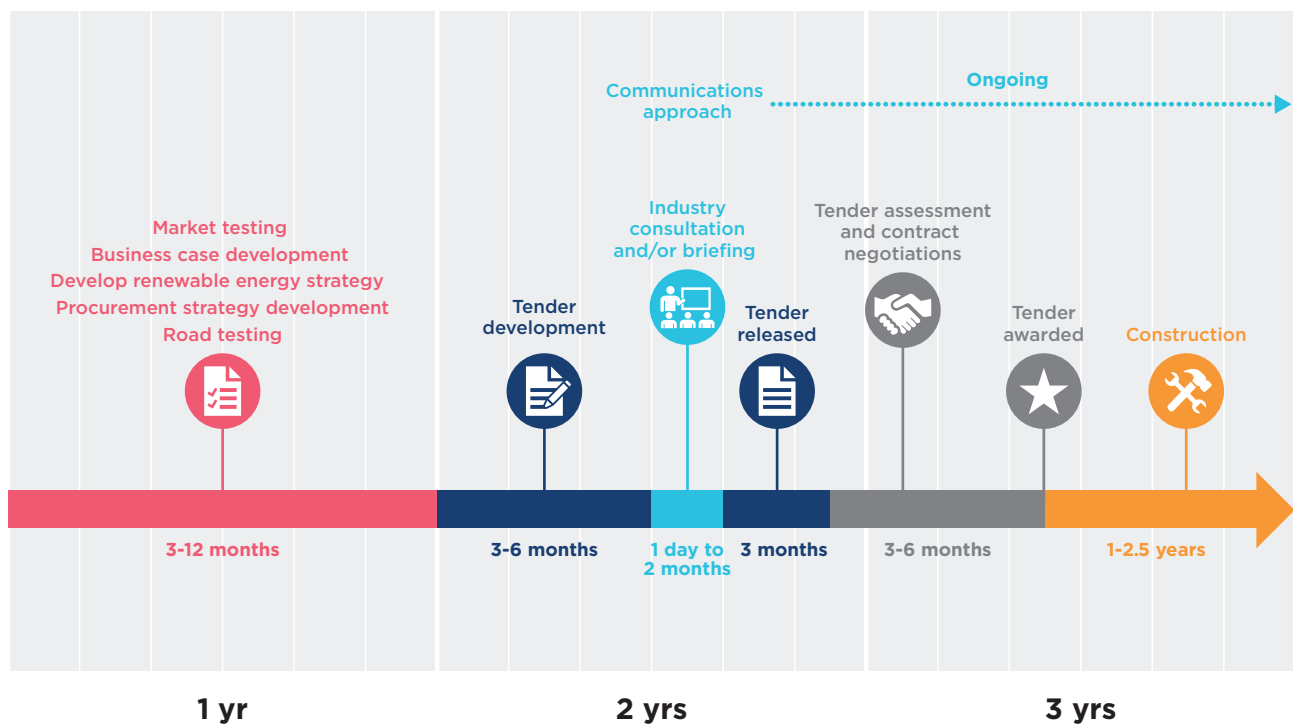 Communications
approach
Ongoing
Market testing
Business case development
Develop renewable energy strategy
Procurement strategy development
Road testing
Tender
development
Industry
consultation
and/or briefing
Tender
released
Tender assessment
and contract
negotiations
Tender
awarded
Construction
3-12 months
3-6 months
1 day to
2 months
3 months
3-6 months
1-2.5 years
1 yr
2 yrs
3 yrs